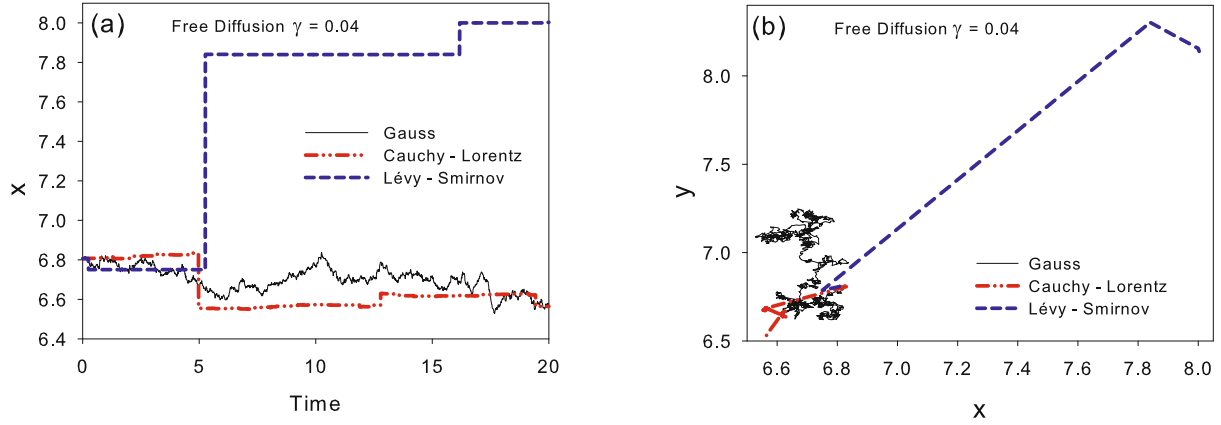 (a)
Free Diffusion γ = 0.04
8.0
7.8
7.6
7.4
7.2
7.0
6.8
6.6
6.4
x
Gauss
Cauchy - Lorentz
Lévy - Smirnov
0
5
10
15
20
Time
(b)
Free Diffusion γ = 0.04
8.0
7.5
7.0
6.5
y
Gauss
Cauchy - Lorentz
Lévy - Smirnov
6.6
6.8
7.0
7.2
7.4
7.6
7.8
8.0
x